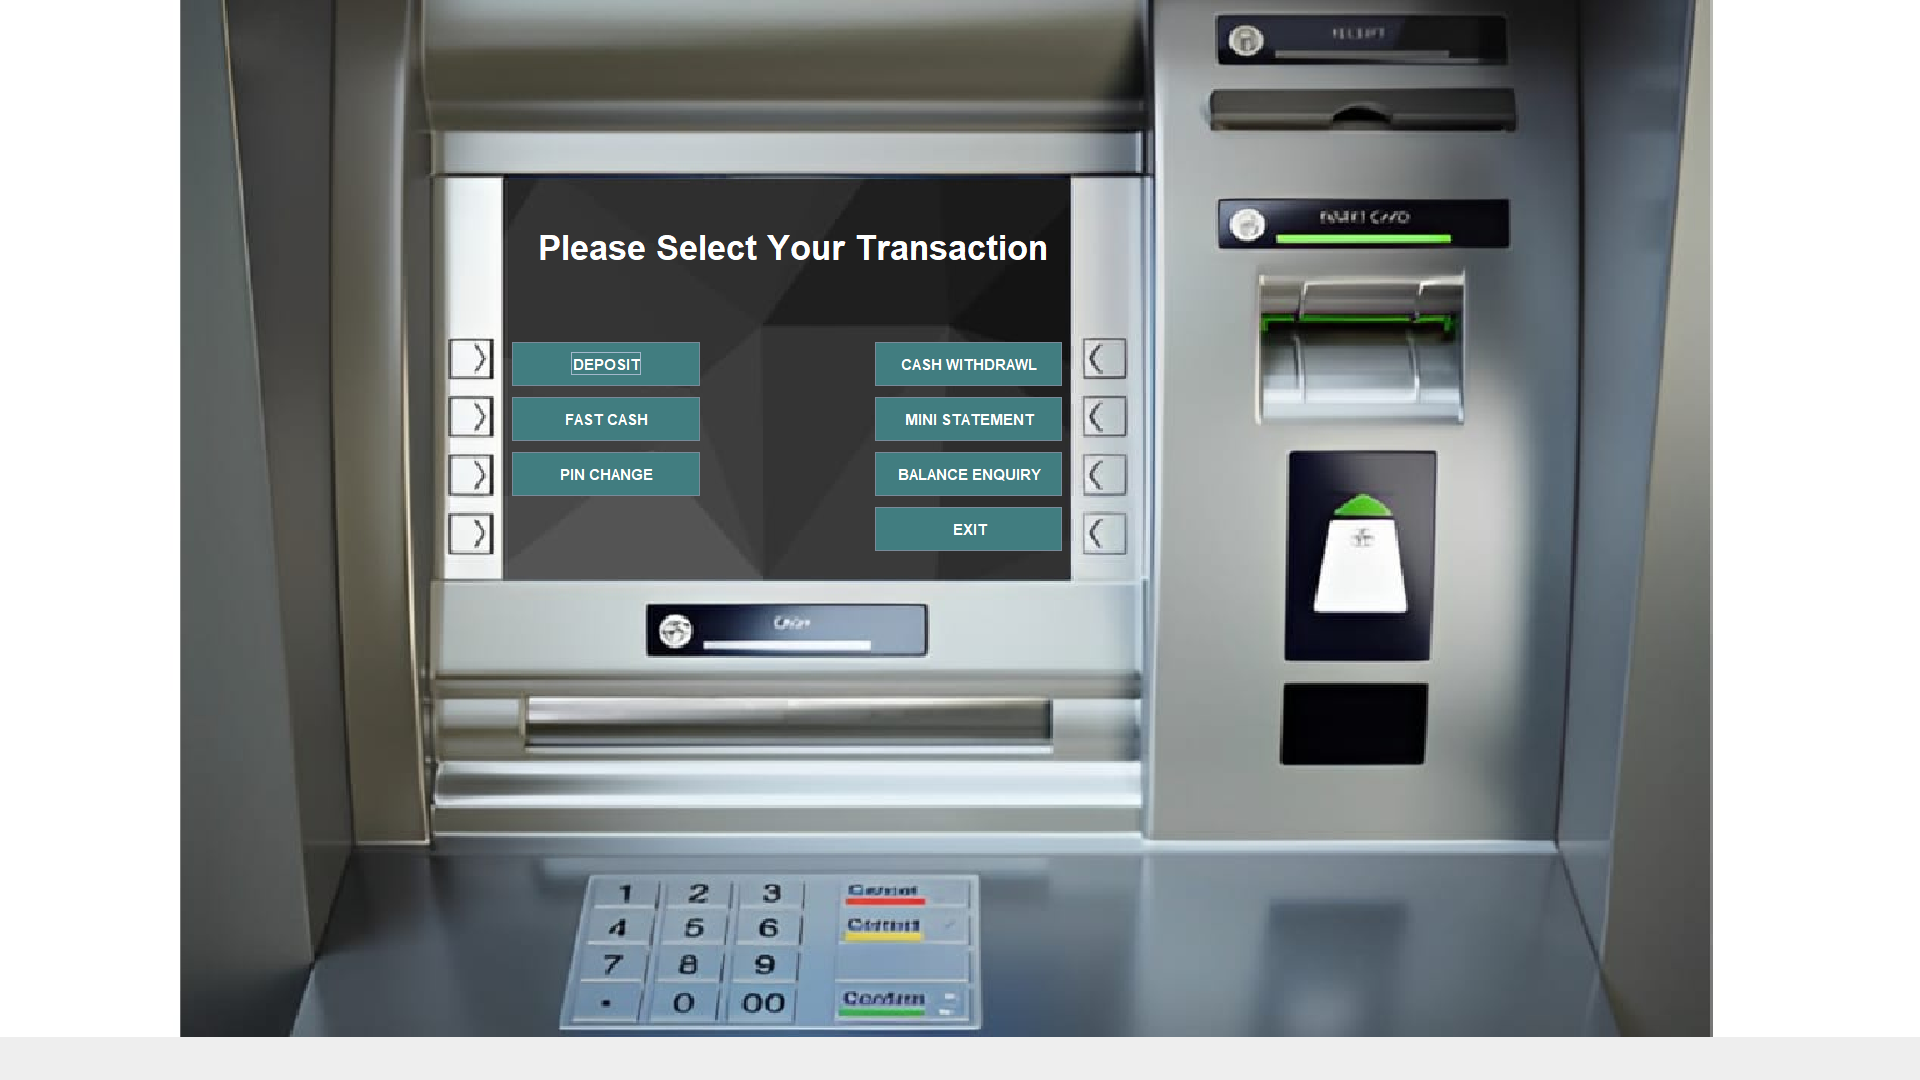 Please Select Your Transaction
DEPOSIT
CASH WITHDRAWL
FAST CASH
MINI STATEMENT
PIN CHANGE
BALANCE ENQUIRY
EXIT
1 2 3
4 5 6
7 8 9
. 0 00
Confirm